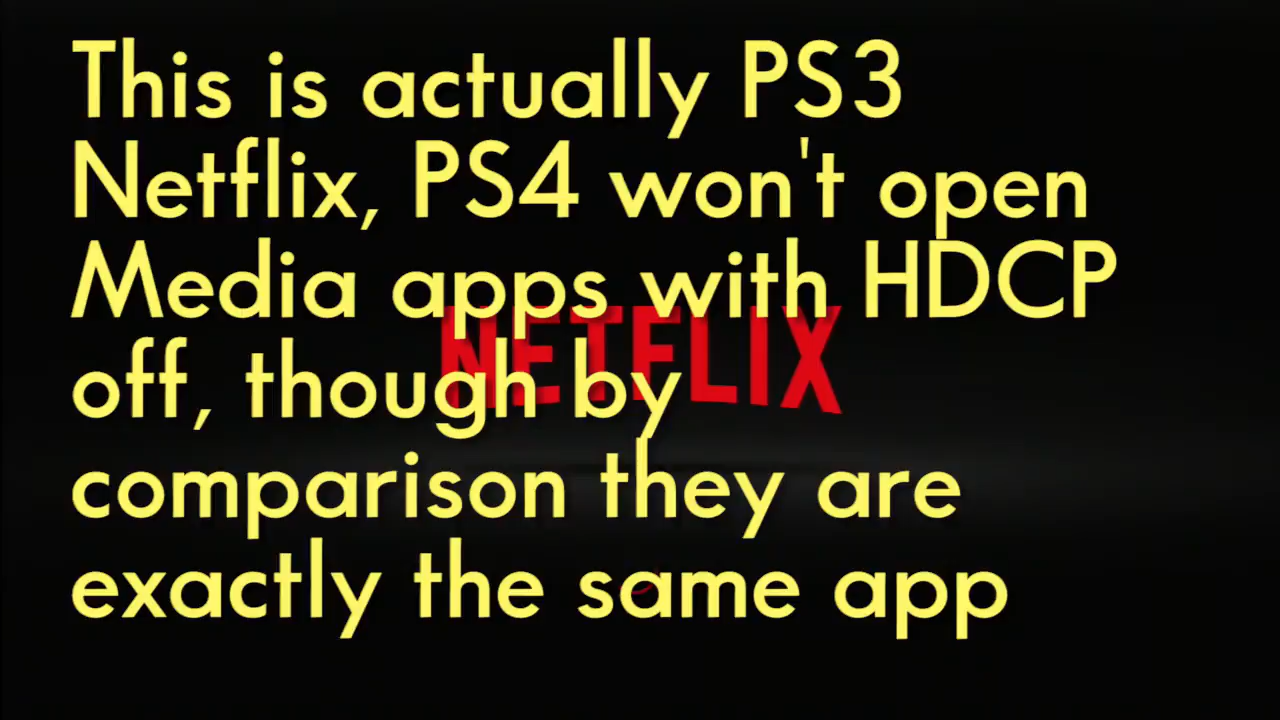 This is actually PS3
Netflix, PS4 won't open
Media apps with HDCP
NETFLIX
off, though by
comparison they are
exactly the same app